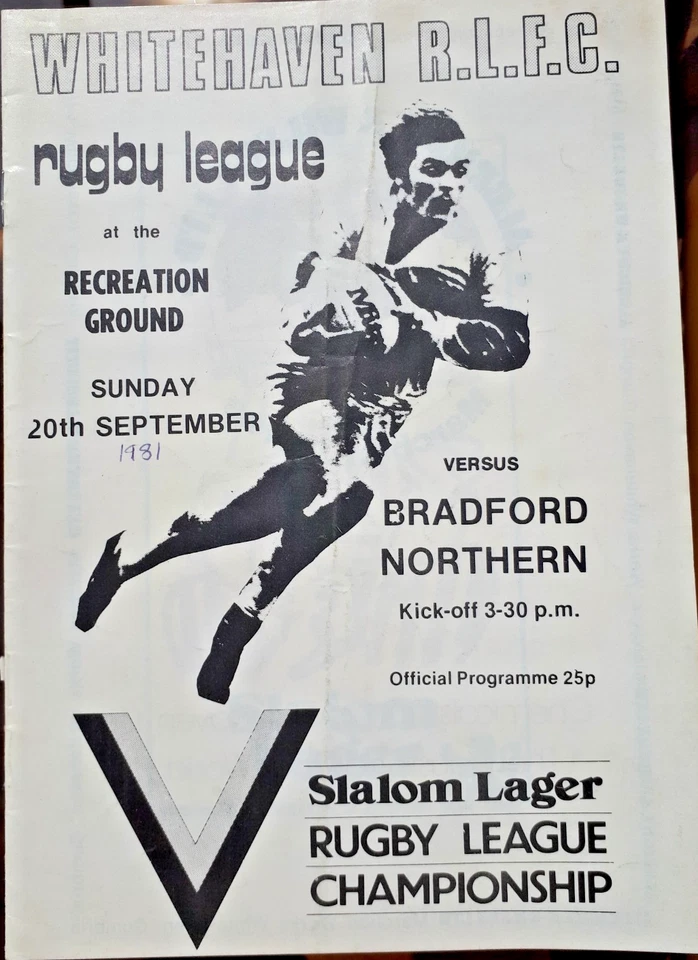 WHITEHAVEN R.L.F.C.
rugby league
at the
RECREATION
GROUND
SUNDAY
20th SEPTEMBER
1981
VERSUS
BRADFORD
NORTHERN
Kick-off 3-30 p.m.
Official Programme 25p
Slalom Lager
RUGBY LEAGUE
CHAMPIONSHIP